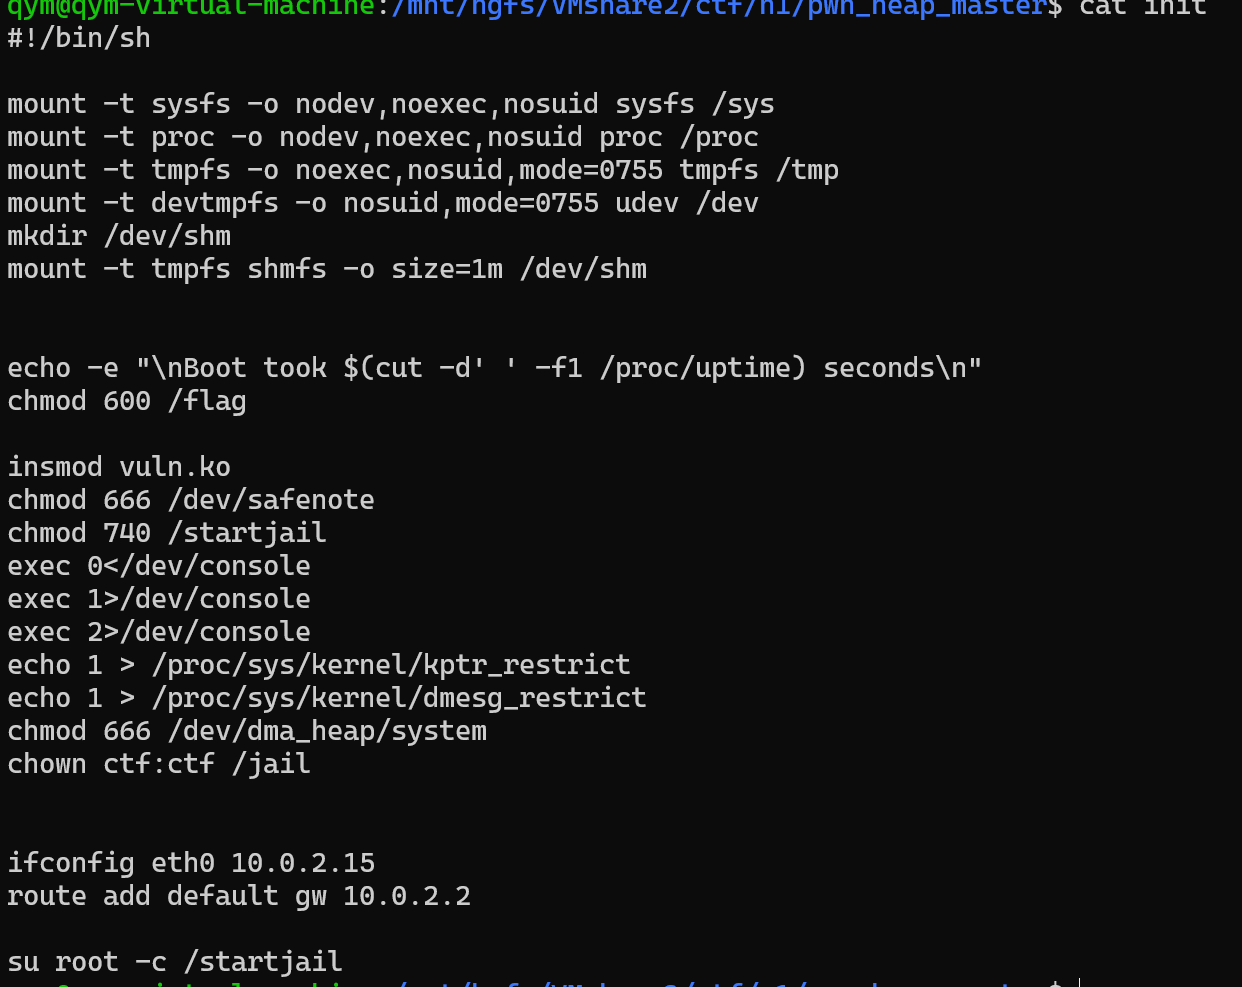 qym@qym-virtual-machine:/mnt/hgfs/VMshare2/ctf/n1/pwn_heap_master$ cat init
#!/bin/sh

mount -t sysfs -o nodev,noexec,nosuid sysfs /sys
mount -t proc -o nodev,noexec,nosuid proc /proc
mount -t tmpfs -o noexec,nosuid,mode=0755 tmpfs /tmp
mount -t devtmpfs -o nosuid,mode=0755 udev /dev
mkdir /dev/shm
mount -t tmpfs shmfs -o size=1m /dev/shm

echo -e "\nBoot took $(cut -d' ' -f1 /proc/uptime) seconds\n"
chmod 600 /flag

insmod vuln.ko
chmod 666 /dev/safenote
chmod 740 /startjail
exec 0</dev/console
exec 1>/dev/console
exec 2>/dev/console
echo 1 > /proc/sys/kernel/kptr_restrict
echo 1 > /proc/sys/kernel/dmesg_restrict
chmod 666 /dev/dma_heap/system
chown ctf:ctf /jail

ifconfig eth0 10.0.2.15
route add default gw 10.0.2.2

su root -c /startjail